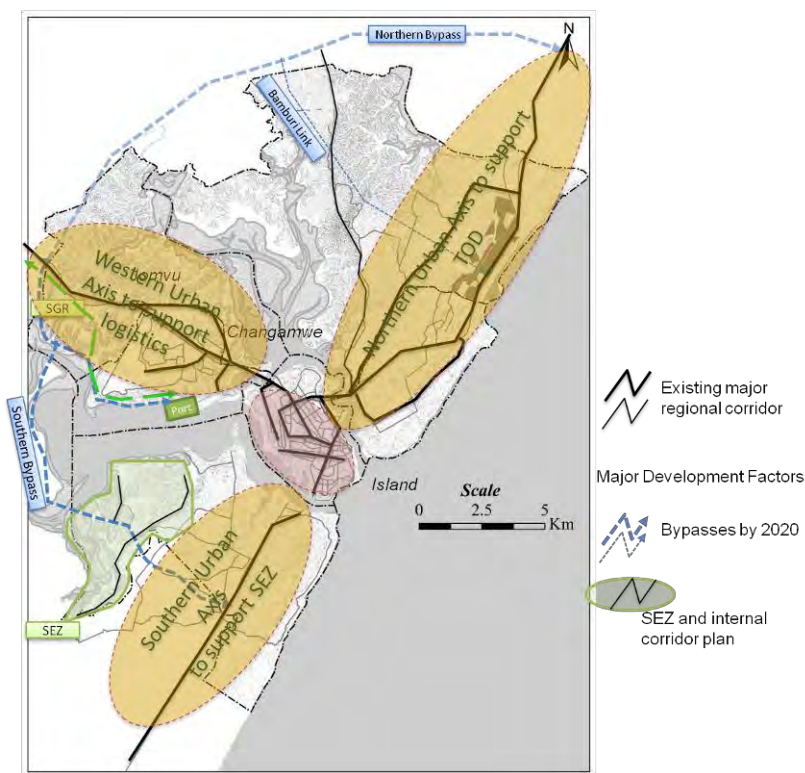 Northern Bypass
N
Bamburi Link
Northern Urban Axis to support
TOD
Western Urban
Jomvu
Axis to support
logistics
Changamwe
SGR
Port
Southern Bypass
Island
Scale
0 2.5 5
Km
Southern Urban
Axis
to support SEZ
SEZ
Existing major
regional corridor
Major Development Factors
Bypasses by 2020
SEZ and internal
corridor plan